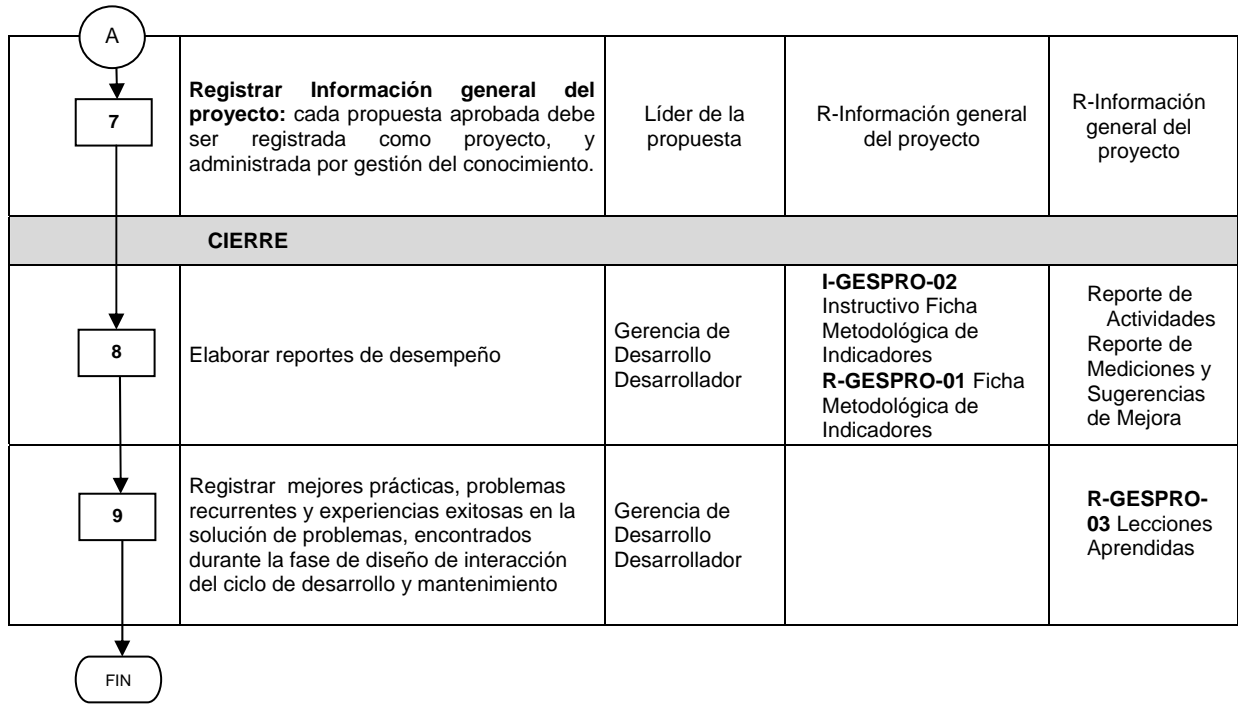 A
7
Registrar Información general del
proyecto: cada propuesta aprobada debe
ser registrada como proyecto, y
administrada por gestión del conocimiento.
Líder de la
propuesta
R-Información general
del proyecto
R-Información
general del
proyecto
CIERRE
8
Elaborar reportes de desempeño
Gerencia de
Desarrollo
Desarrollador
I-GESPRO-02
Instructivo Ficha
Metodológica de
Indicadores
R-GESPRO-01 Ficha
Metodológica de
Indicadores
Reporte de
Actividades
Reporte de
Mediciones y
Sugerencias
de Mejora
9
Registrar mejores prácticas, problemas
recurrentes y experiencias exitosas en la
solución de problemas, encontrados
durante la fase de diseño de interacción
del ciclo de desarrollo y mantenimiento
Gerencia de
Desarrollo
Desarrollador
R-GESPRO-
03 Lecciones
Aprendidas
FIN